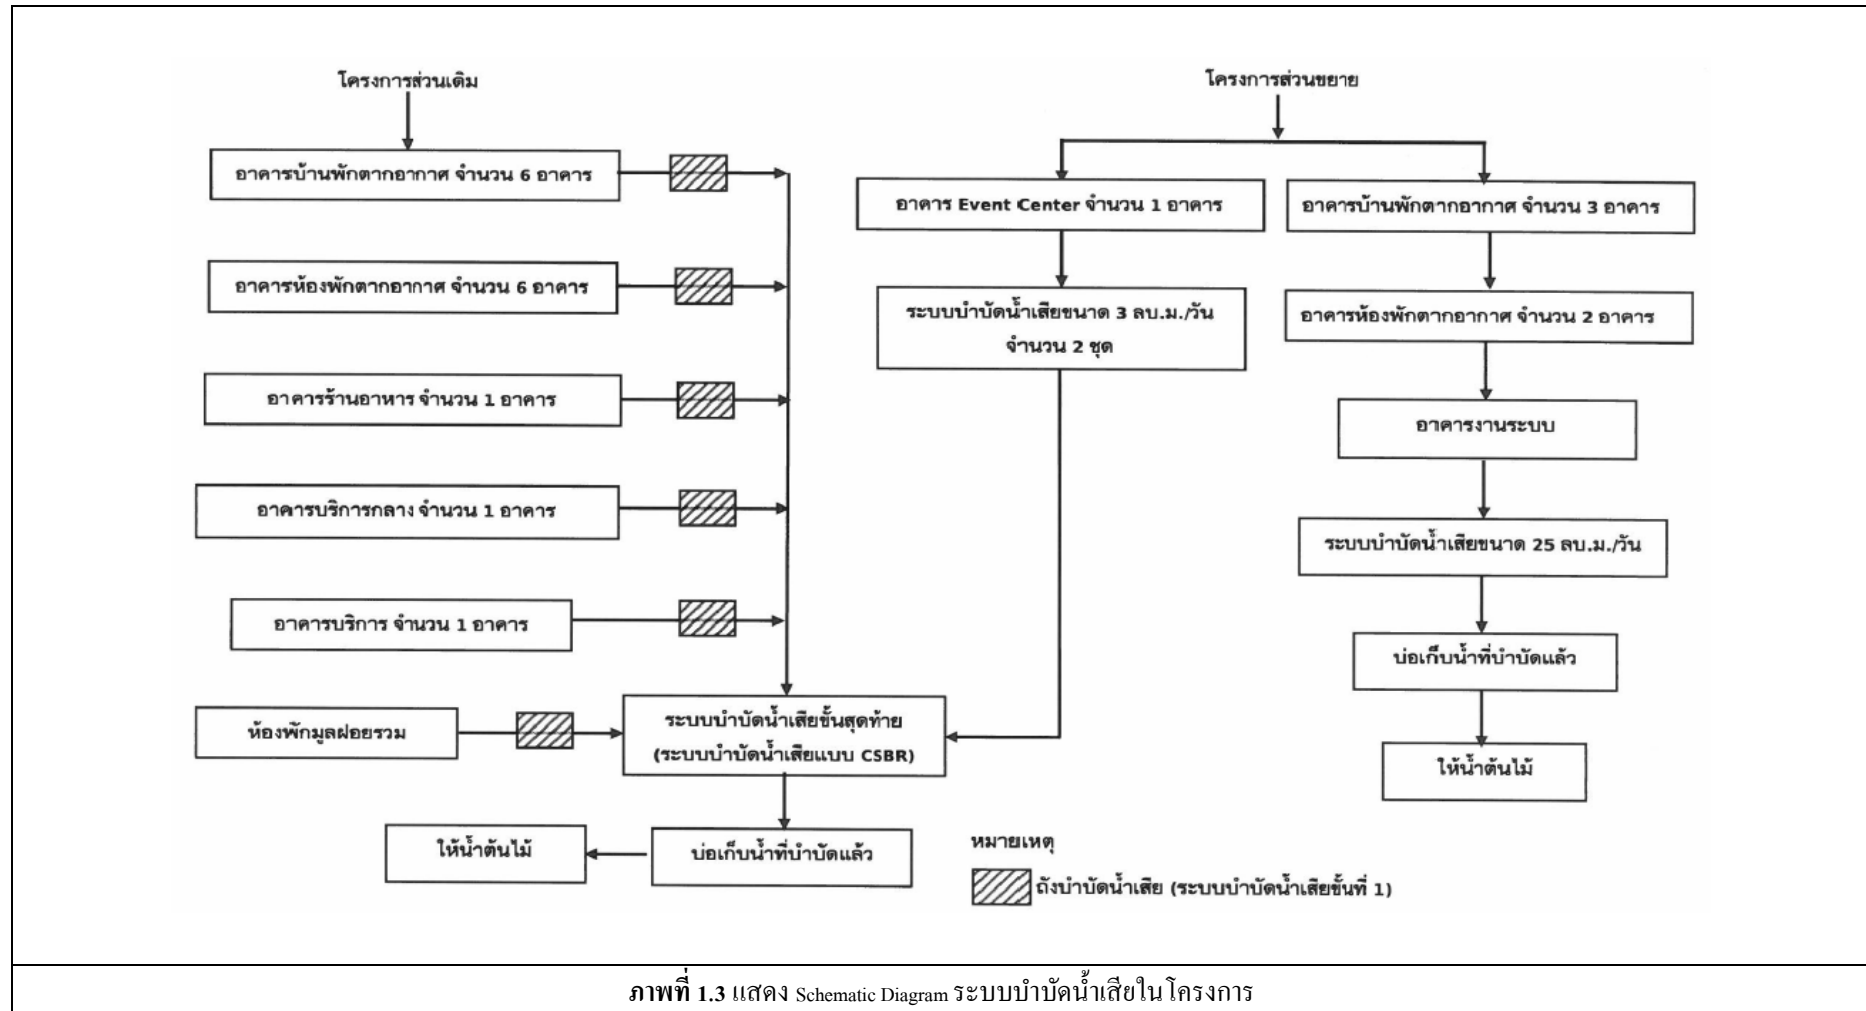 โครงการส่วนเดิม
อาคารบ้านพักตากอากาศ จำนวน 6 อาคาร
อาคารห้องพักตากอากาศ จำนวน 6 อาคาร
อาคารร้านอาหาร จำนวน 1 อาคาร
อาคารบริการกลาง จำนวน 1 อาคาร
อาคารบริการ จำนวน 1 อาคาร
ห้องพักมูลฝอยรวม
ระบบบำบัดน้ำเสียขั้นสุดท้าย
(ระบบบำบัดน้ำเสียแบบ CSBR)
บ่อเก็บน้ำที่บำบัดแล้ว
ให้น้ำต้นไม้
โครงการส่วนขยาย
อาคาร Event Center จำนวน 1 อาคาร
ระบบบำบัดน้ำเสียขนาด 3 ลบ.ม./วัน
จำนวน 2 ชุด
อาคารบ้านพักตากอากาศ จำนวน 3 อาคาร
อาคารห้องพักตากอากาศ จำนวน 2 อาคาร
อาคารงานระบบ
ระบบบำบัดน้ำเสียขนาด 25 ลบ.ม./วัน
บ่อเก็บน้ำที่บำบัดแล้ว
ให้น้ำต้นไม้
หมายเหตุ
ถังบำบัดน้ำเสีย (ระบบบำบัดน้ำเสียขั้นที่ 1)
ภาพที่ 1.3 แสดง Schematic Diagram ระบบบำบัดน้ำเสียในโครงการ